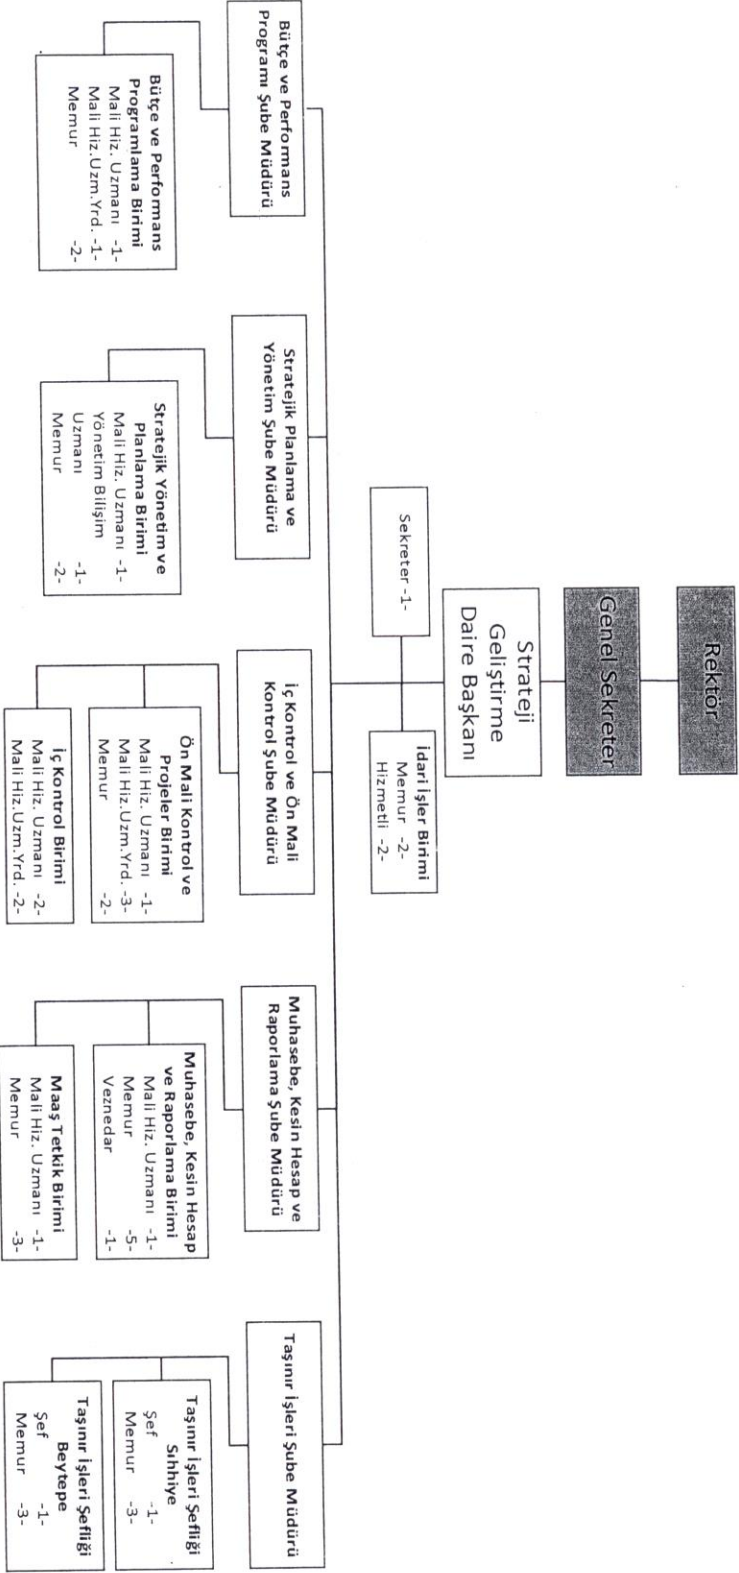 Rektör
Genel Sekreter
Strateji
Geliştirme
Daire Başkanı
Sekreter -1-
İdari İşler Birimi
Memur -2-
Hizmetli -2-
Bütçe ve Performans
Programı Şube Müdürü
Bütçe ve Performans
Programlama Birimi
Mali Hiz. Uzmanı -1-
Mali Hiz.Uzm.Yrd. -1-
Memur -2-
Stratejik Planlama ve
Yönetim Şube Müdürü
Stratejik Yönetim ve
Planlama Birimi
Mali Hiz. Uzmanı -1-
Yönetim Bilişim
Uzmanı -1-
Memur -2-
İç Kontrol ve Ön Mali
Kontrol Şube Müdürü
Ön Mali Kontrol ve
Projeler Birimi
Mali Hiz. Uzmanı -1-
Mali Hiz.Uzm.Yrd. -3-
Memur -2-
İç Kontrol Birimi
Mali Hiz. Uzmanı -2-
Mali Hiz.Uzm.Yrd. -2-
Muhasebe, Kesin Hesap ve
Raporlama Şube Müdürü
Muhasebe, Kesin Hesap
ve Raporlama Birimi
Mali Hiz. Uzmanı -1-
Memur -5-
Veznedar -1-
Maaş Tetkik Birimi
Mali Hiz. Uzmanı -1-
Memur -3-
Taşınır İşleri Şube Müdürü
Taşınır İşleri Şefliği
Sıhhiye
Şef -1-
Memur -3-
Taşınır İşleri Şefliği
Beytepe
Şef -1-
Memur -3-